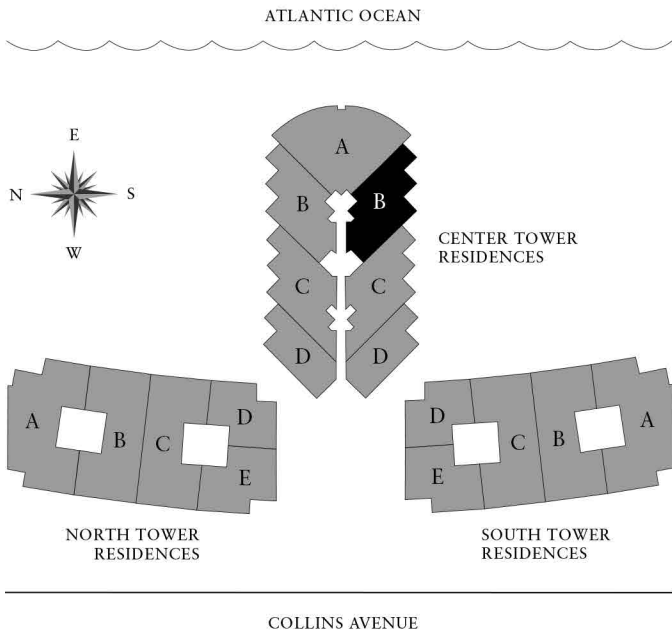 ATLANTIC OCEAN
E
N
S
W
A
B
B
CENTER TOWER
RESIDENCES
C
C
D
D
A
B
C
D
E
D
E
C
B
A
NORTH TOWER
RESIDENCES
SOUTH TOWER
RESIDENCES
COLLINS AVENUE